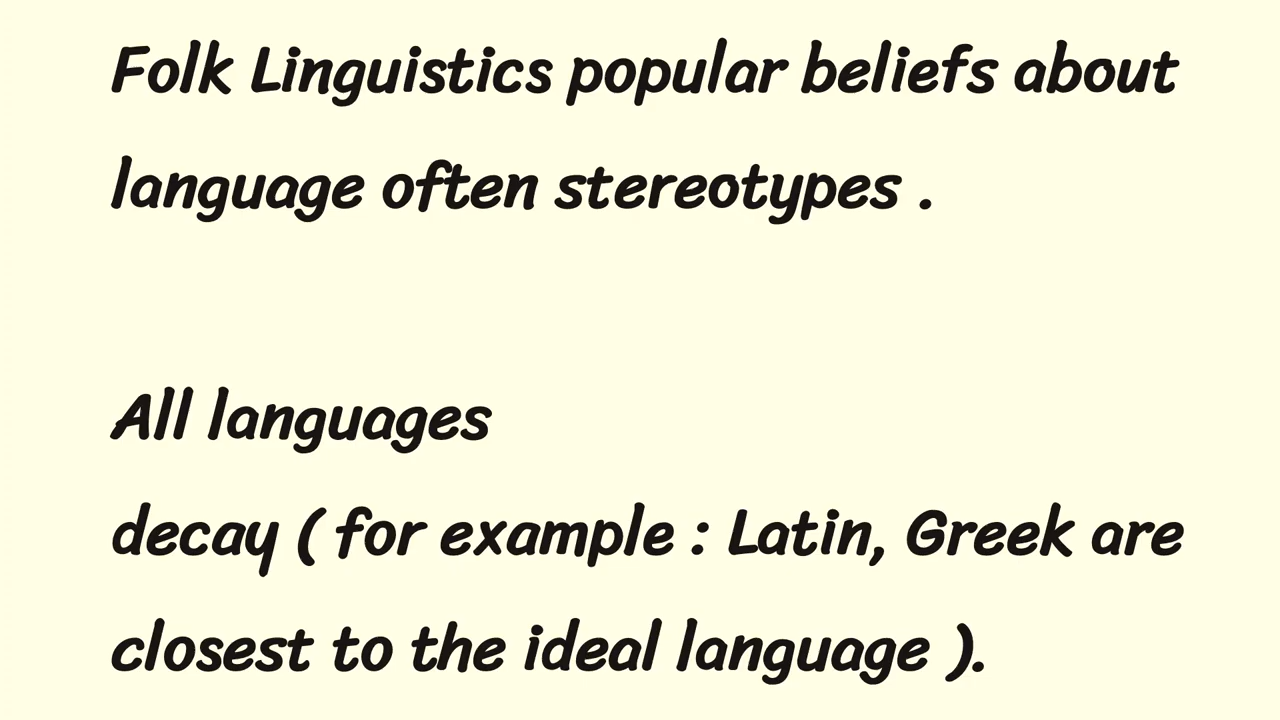 Folk Linguistics popular beliefs about
language often stereotypes .
All languages
decay ( for example : Latin, Greek are
closest to the ideal language ).